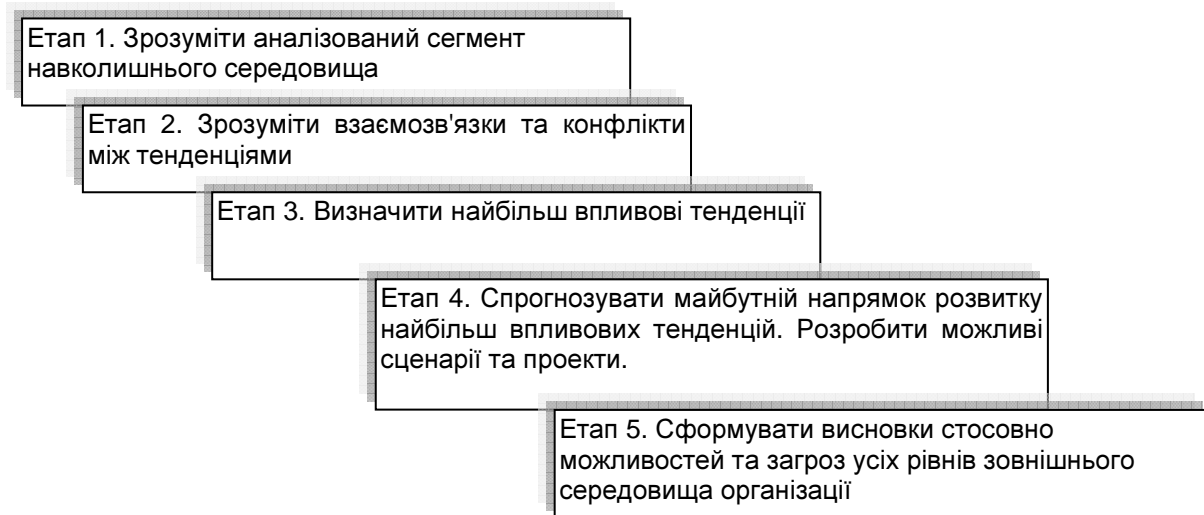 Етап 1. Зрозуміти аналізований сегмент
навколишнього середовища
Етап 2. Зрозуміти взаємозв'язки та конфлікти
між тенденціями
Етап 3. Визначити найбільш впливові тенденції
Етап 4. Спрогнозувати майбутній напрямок розвитку
найбільш впливових тенденцій. Розробити можливі
сценарії та проекти.
Етап 5. Сформувати висновки стосовно
можливостей та загроз усіх рівнів зовнішнього
середовища організації